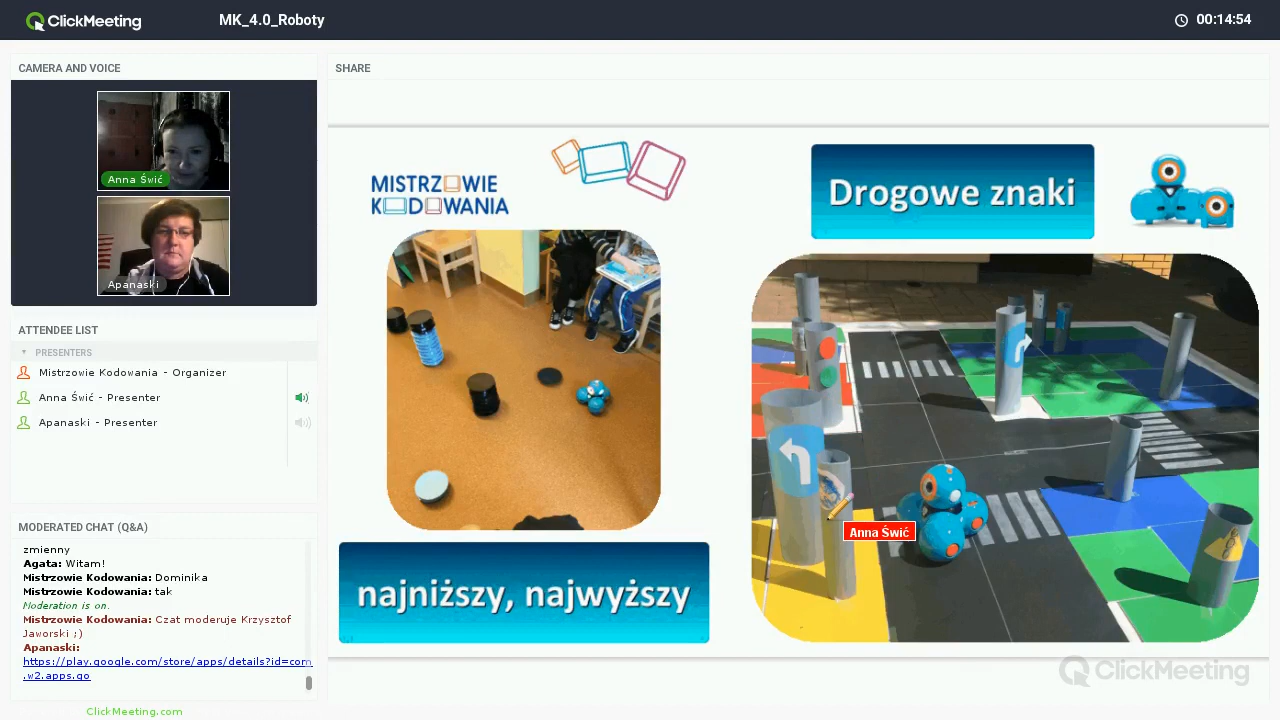 ClickMeeting
MK_4.0_Roboty
00:14:54
CAMERA AND VOICE
Anna Świć
Apanaski
ATTENDEE LIST
PRESENTERS
Mistrzowie Kodowania - Organizer
Anna Świć - Presenter
Apanaski - Presenter
MODERATED CHAT (Q&A)
zmienny
Agata: Witam!
Mistrzowie Kodowania: Dominika
Mistrzowie Kodowania: tak
Moderation is on.
Mistrzowie Kodowania: Czat moderuje Krzysztof
Jaworski ;)
Apanaski:
https://play.google.com/store/apps/details?id=com
.w2.apps.go
ClickMeeting.com
SHARE
MISTRZOWIE
KODOWANIA
Drogowe znaki
najniższy, najwyższy
Anna Świć
ClickMeeting